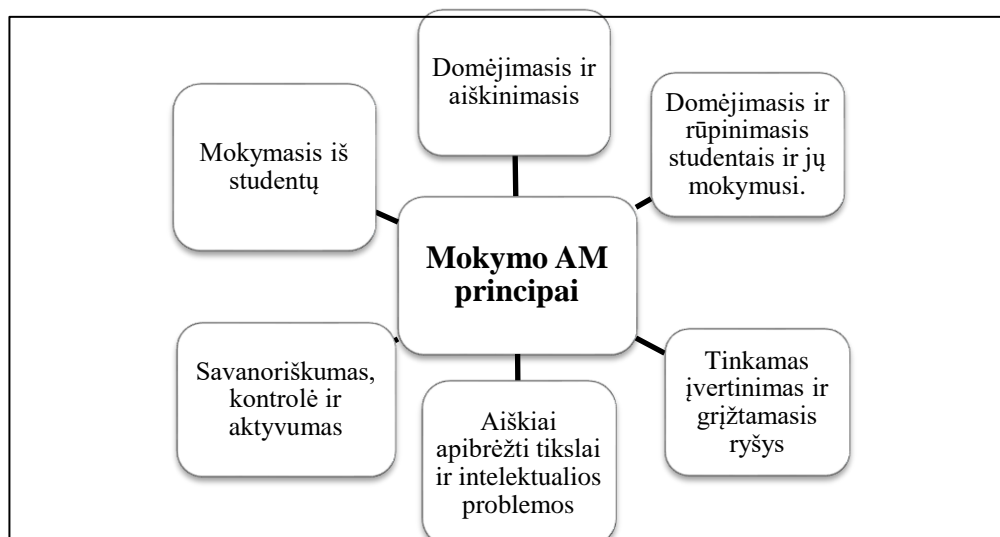 Domėjimasis ir
aiškinimasis
Domėjimasis ir
rūpinimasis
studentais ir jų
mokymusi.
Mokymasis iš
studentų
Mokymo AM
principai
Savanoriškumas,
kontrolė ir
aktyvumas
Aiškiai
apibrėžti tikslai
ir intelektualios
problemos
Tinkamas
įvertinimas ir
grįžtamasis
ryšys